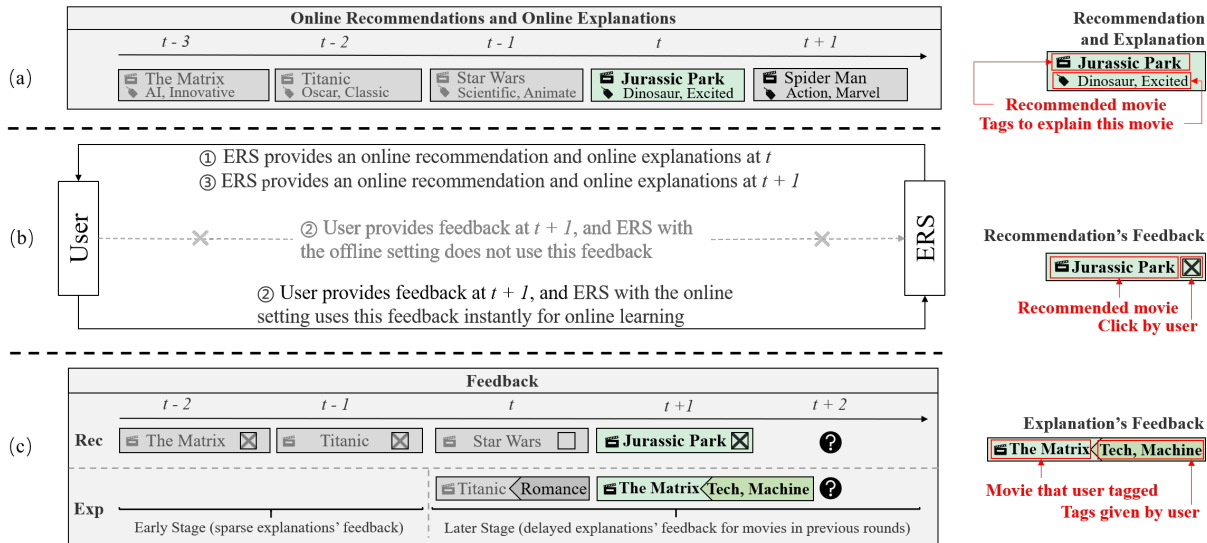 Online Recommendations and Online Explanations
t - 3
t - 2
t - 1
t
t + 1
(a)
The Matrix
AI, Innovative
Titanic
Oscar, Classic
Star Wars
Scientific, Animate
Jurassic Park
Dinosaur, Excited
Spider Man
Action, Marvel
Recommendation
and Explanation
Jurassic Park
Dinosaur, Excited
Recommended movie
Tags to explain this movie
(b)
User
ERS
① ERS provides an online recommendation and online explanations at t
③ ERS provides an online recommendation and online explanations at t + 1
② User provides feedback at t + 1, and ERS with
the offline setting does not use this feedback
② User provides feedback at t + 1, and ERS with the online
setting uses this feedback instantly for online learning
Recommendation's Feedback
Jurassic Park
Recommended movie
Click by user
(c)
Feedback
t - 2
t - 1
t
t +1
t + 2
Rec
The Matrix
Titanic
Star Wars
Jurassic Park
?
Exp
Titanic
Romance
The Matrix
Tech, Machine
?
Early Stage (sparse explanations' feedback)
Later Stage (delayed explanations' feedback for movies in previous rounds)
Explanation's Feedback
The Matrix
Tech, Machine
Movie that user tagged
Tags given by user